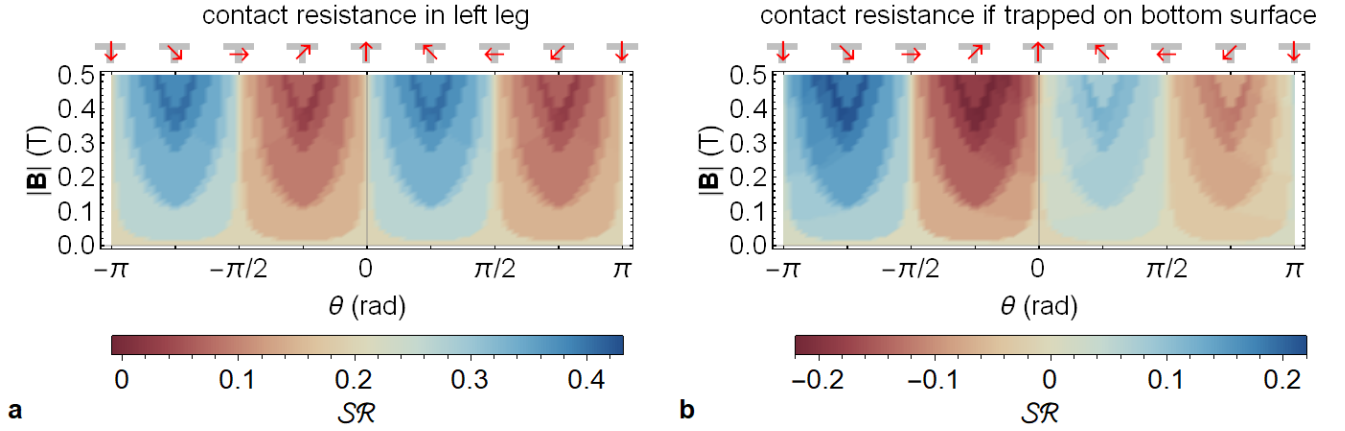 contact resistance in left leg
0.5
0.4
0.3
0.2
0.1
0.0
|B| (T)
−π
−π/2
0
π/2
π
θ (rad)
0
0.1
0.2
0.3
0.4
SR
a
contact resistance if trapped on bottom surface
0.5
0.4
0.3
0.2
0.1
0.0
|B| (T)
−π
−π/2
0
π/2
π
θ (rad)
−0.2
−0.1
0
0.1
0.2
SR
b